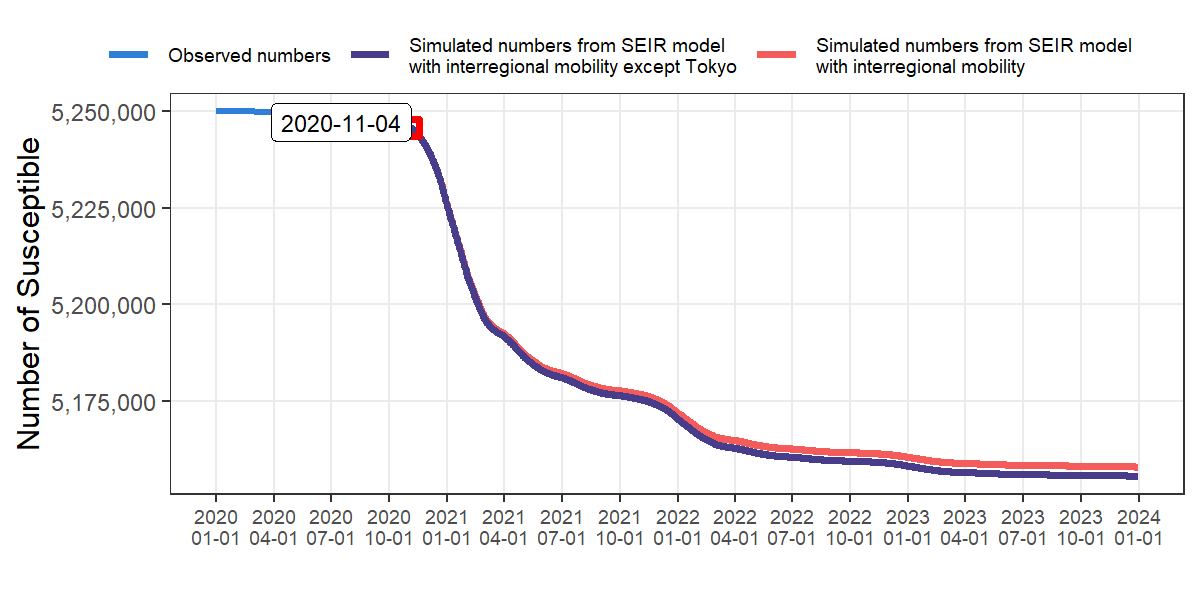 Observed numbers
Simulated numbers from SEIR model
with interregional mobility except Tokyo
Simulated numbers from SEIR model
with interregional mobility
Number of Susceptible
5,250,000
5,225,000
5,200,000
5,175,000
2020-11-04
2020 2020 2020 2020 2021 2021 2021 2021 2022 2022 2022 2022 2023 2023 2023 2023 2024
01-01 04-01 07-01 10-01 01-01 04-01 07-01 10-01 01-01 04-01 07-01 10-01 01-01 04-01 07-01 10-01 01-01